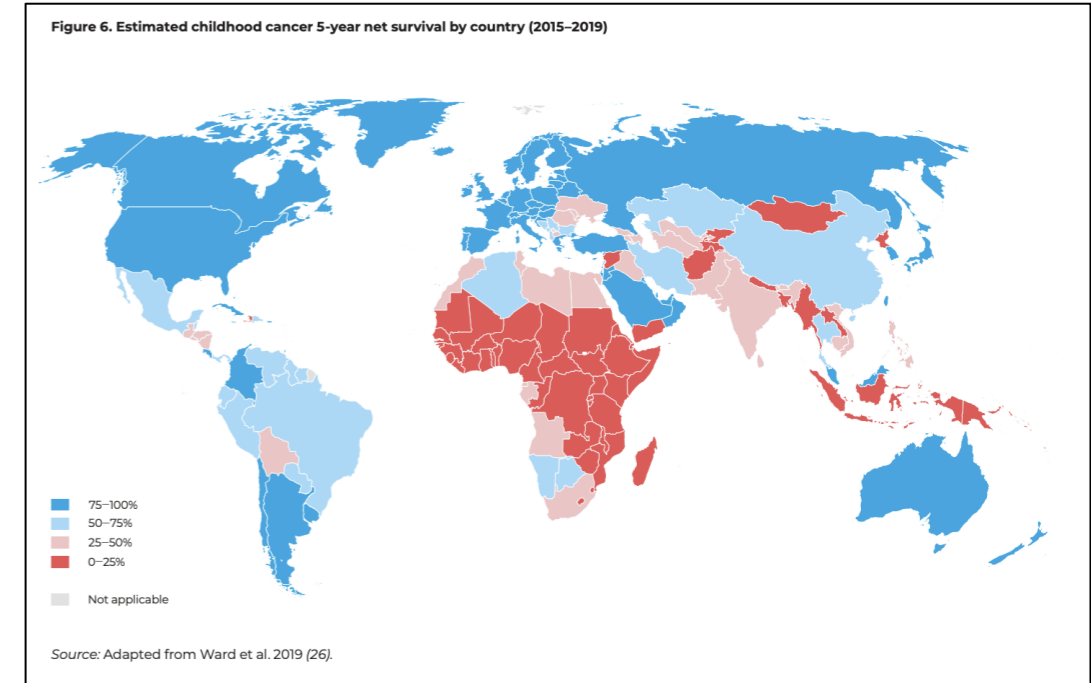 Figure 6. Estimated childhood cancer 5-year net survival by country (2015–2019)
75–100%
50–75%
25–50%
0–25%
Not applicable
Source: Adapted from Ward et al. 2019 (26).